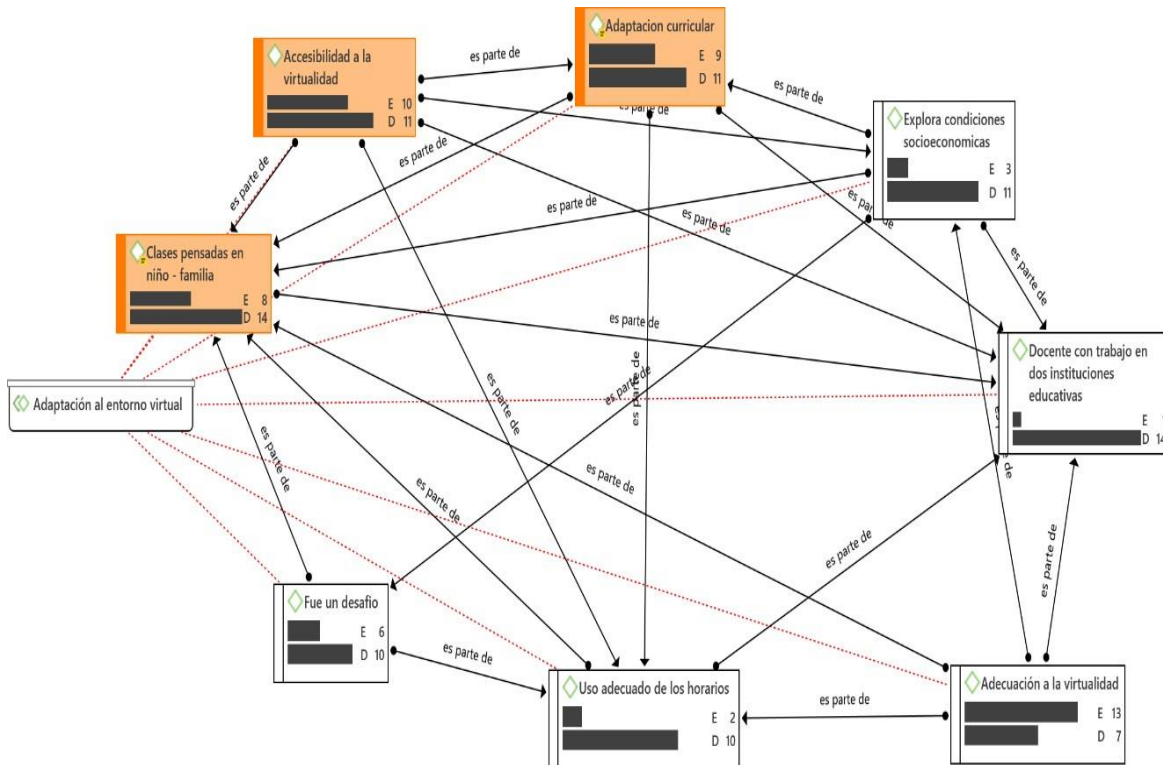 Adaptacion curricular
E 9
D 11
Accesibilidad a la
virtualidad
E 10
D 11
es parte de
es parte de
es parte de
Explora condiciones
socioeconomicas
E 3
D 11
es parte de
es parte de
es parte de
es parte de
es parte de
es parte de
Clases pensadas en
niño - familia
E 8
D 14
es parte de
Docente con trabajo en
dos instituciones
educativas
E
D 14
es parte de
es parte de
es parte de
Adaptación al entorno virtual
es parte de
es parte de
es parte de
es parte de
es parte de
de
Fue un desafio
E 6
D 10
es parte de
Uso adecuado de los horarios
E 2
D 10
es parte de
Adecuación a la virtualidad
E 13
D 7